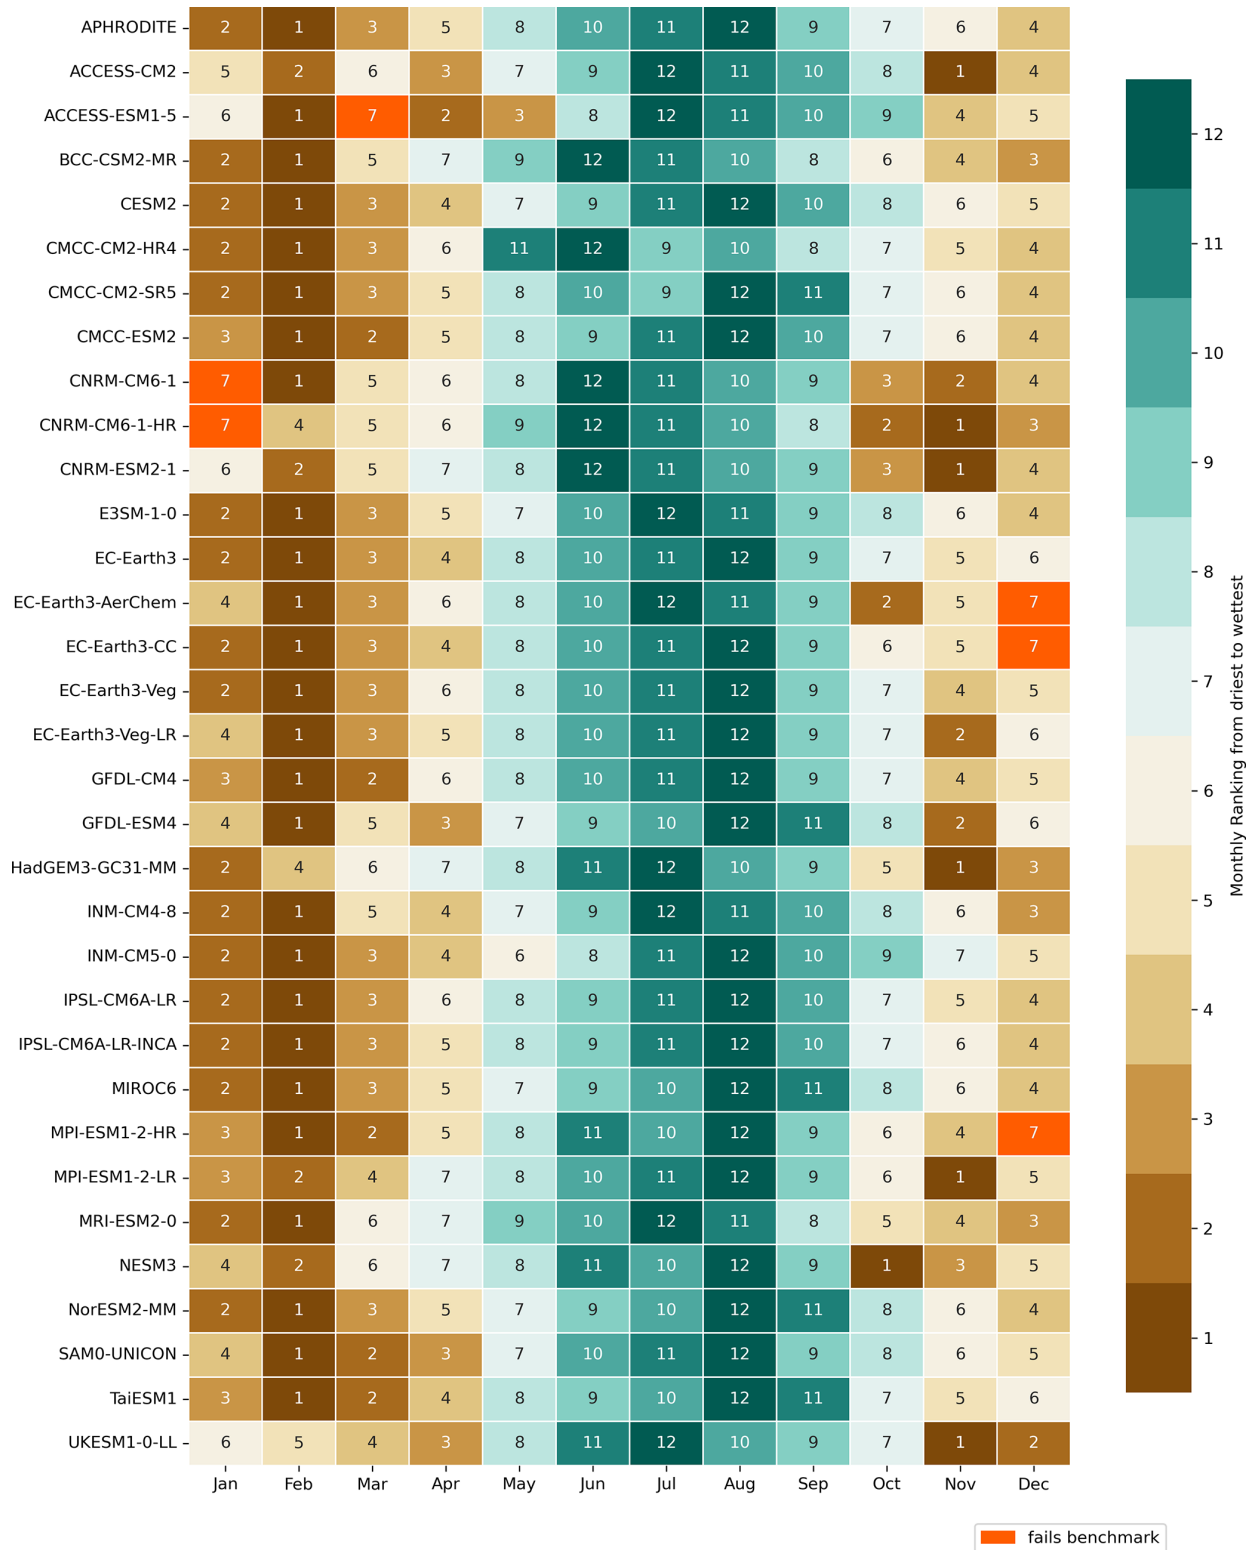 APHRODITE 2 1 3 5 8 10 11 12 9 7 6 4
ACCESS-CM2 5 2 6 3 7 9 12 11 10 8 1 4
ACCESS-ESM1-5 6 1 7 2 3 8 12 11 10 9 4 5
BCC-CSM2-MR 2 1 5 7 9 12 11 10 8 6 4 3
CESM2 2 1 3 4 7 9 11 12 10 8 6 5
CMCC-CM2-HR4 2 1 3 6 11 12 9 10 8 7 5 4
CMCC-CM2-SR5 2 1 3 5 8 10 9 12 11 7 6 4
CMCC-ESM2 3 1 2 5 8 9 11 12 10 7 6 4
CNRM-CM6-1 7 1 5 6 8 12 11 10 9 3 2 4
CNRM-CM6-1-HR 7 4 5 6 9 12 11 10 8 2 1 3
CNRM-ESM2-1 6 2 5 7 8 12 11 10 9 3 1 4
E3SM-1-0 2 1 3 5 7 10 12 11 9 8 6 4
EC-Earth3 2 1 3 4 8 10 11 12 9 7 5 6
EC-Earth3-AerChem 4 1 3 6 8 10 12 11 9 2 5 7
EC-Earth3-CC 2 1 3 4 8 10 11 12 9 6 5 7
EC-Earth3-Veg 2 1 3 6 8 10 11 12 9 7 4 5
EC-Earth3-Veg-LR 4 1 3 5 8 10 11 12 9 7 2 6
GFDL-CM4 3 1 2 6 8 10 11 12 9 7 4 5
GFDL-ESM4 4 1 5 3 7 9 10 12 11 8 2 6
HadGEM3-GC31-MM 2 4 6 7 8 11 12 10 9 5 1 3
INM-CM4-8 2 1 5 4 7 9 12 11 10 8 6 3
INM-CM5-0 2 1 3 4 6 8 11 12 10 9 7 5
IPSL-CM6A-LR 2 1 3 6 8 9 11 12 10 7 5 4
IPSL-CM6A-LR-INCA 2 1 3 5 8 9 11 12 10 7 6 4
MIROC6 2 1 3 5 7 9 10 12 11 8 6 4
MPI-ESM1-2-HR 3 1 2 5 8 11 10 12 9 6 4 7
MPI-ESM1-2-LR 3 2 4 7 8 10 11 12 9 6 1 5
MRI-ESM2-0 2 1 6 7 9 10 12 11 8 5 4 3
NESM3 4 2 6 7 8 11 10 12 9 1 3 5
NorESM2-MM 2 1 3 5 7 9 10 12 11 8 6 4
SAM0-UNICON 4 1 2 3 7 10 11 12 9 8 6 5
TaiESM1 3 1 2 4 8 9 10 12 11 7 5 6
UKESM1-0-LL 6 5 4 3 8 11 12 10 9 7 1 2
Jan Feb Mar Apr May Jun Jul Aug Sep Oct Nov Dec
12
11
10
9
8
7
6
5
4
3
2
1
Monthly Ranking from driest to wettest
fails benchmark